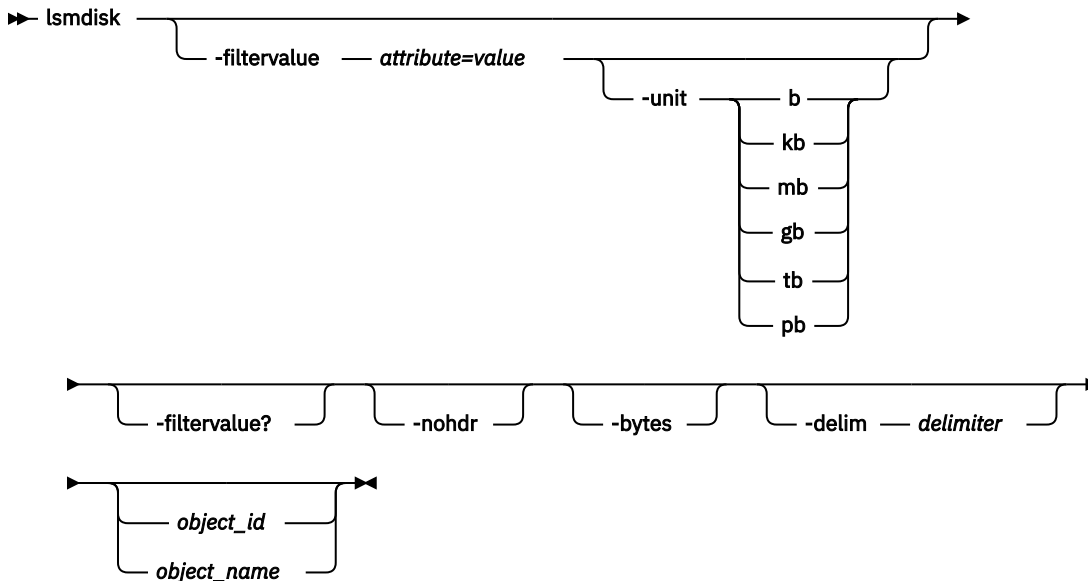 lsmdisk
-filtervalue attribute=value
-unit b
kb
mb
gb
tb
pb
-filtervalue? -nohdr -bytes -delim delimiter
object_id
object_name